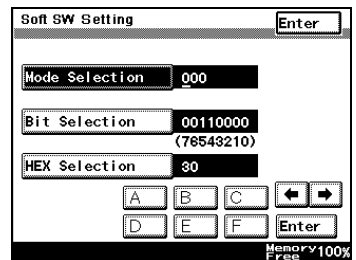 Soft SW Setting
Enter
Mode Selection 000
Bit Selection 00110000
(76543210)
HEX Selection 30
A B C
D E F Enter
Memory Free 100%